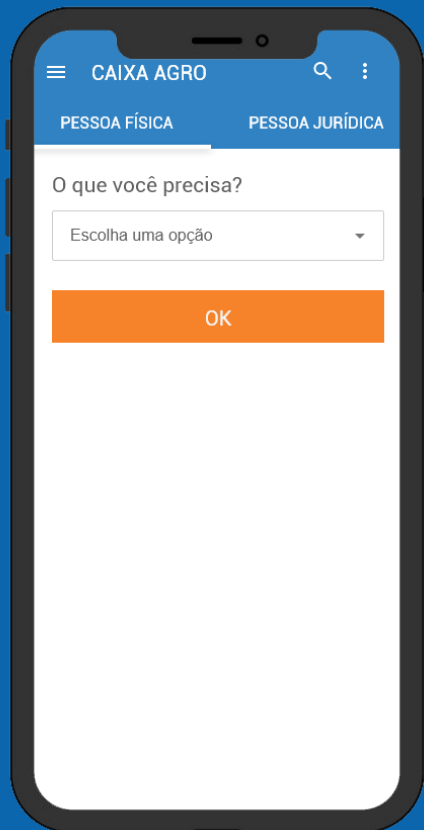 CAIXA AGRO
PESSOA FÍSICA PESSOA JURÍDICA
O que você precisa?
Escolha uma opção
OK